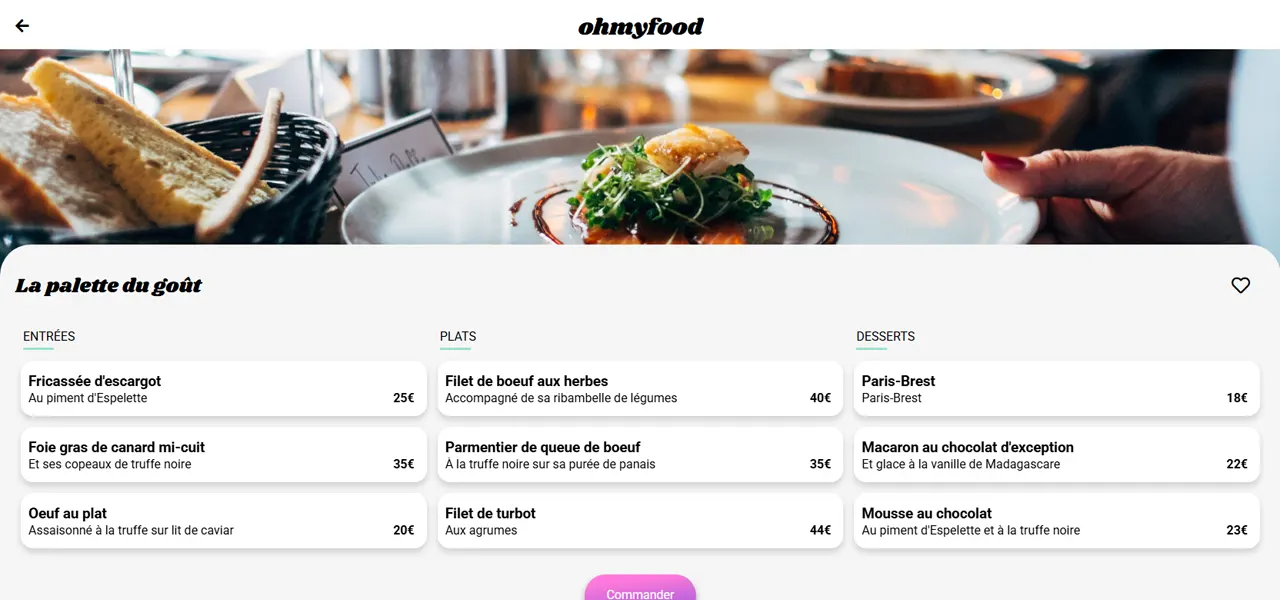 ohmyfood
La palette du goût
ENTRÉES
Fricassée d'escargot
Au piment d'Espelette
25€
Foie gras de canard mi-cuit
Et ses copeaux de truffe noire
35€
Oeuf au plat
Assaisonné à la truffe sur lit de caviar
20€
PLATS
Filet de boeuf aux herbes
Accompagné de sa ribambelle de légumes
40€
Parmentier de queue de boeuf
À la truffe noire sur sa purée de panais
35€
Filet de turbot
Aux agrumes
44€
DESSERTS
Paris-Brest
Paris-Brest
18€
Macaron au chocolat d'exception
Et glace à la vanille de Madagascare
22€
Mousse au chocolat
Au piment d'Espelette et à la truffe noire
23€
Commander